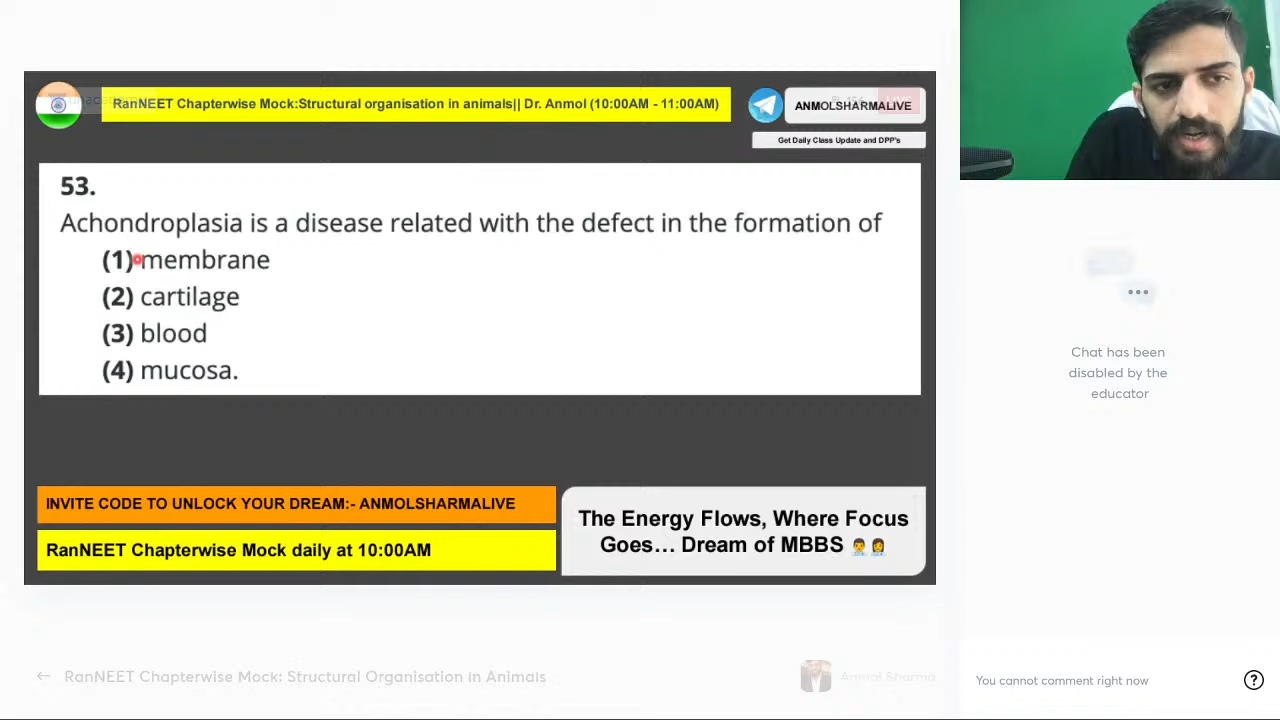 RanNEET Chapterwise Mock:Structural organisation in animals|| Dr. Anmol (10:00AM - 11:00AM)
ANMOLSHARMALIVE
Get Daily Class Update and DPP's
53.
Achondroplasia is a disease related with the defect in the formation of
(1) membrane
(2) cartilage
(3) blood
(4) mucosa.
Chat has been
disabled by the
educator
INVITE CODE TO UNLOCK YOUR DREAM:- ANMOLSHARMALIVE
RanNEET Chapterwise Mock daily at 10:00AM
The Energy Flows, Where Focus
Goes... Dream of MBBS 👨‍⚕️👩‍⚕️
← RanNEET Chapterwise Mock: Structural Organisation in Animals
Anmol Sharma
You cannot comment right now
?